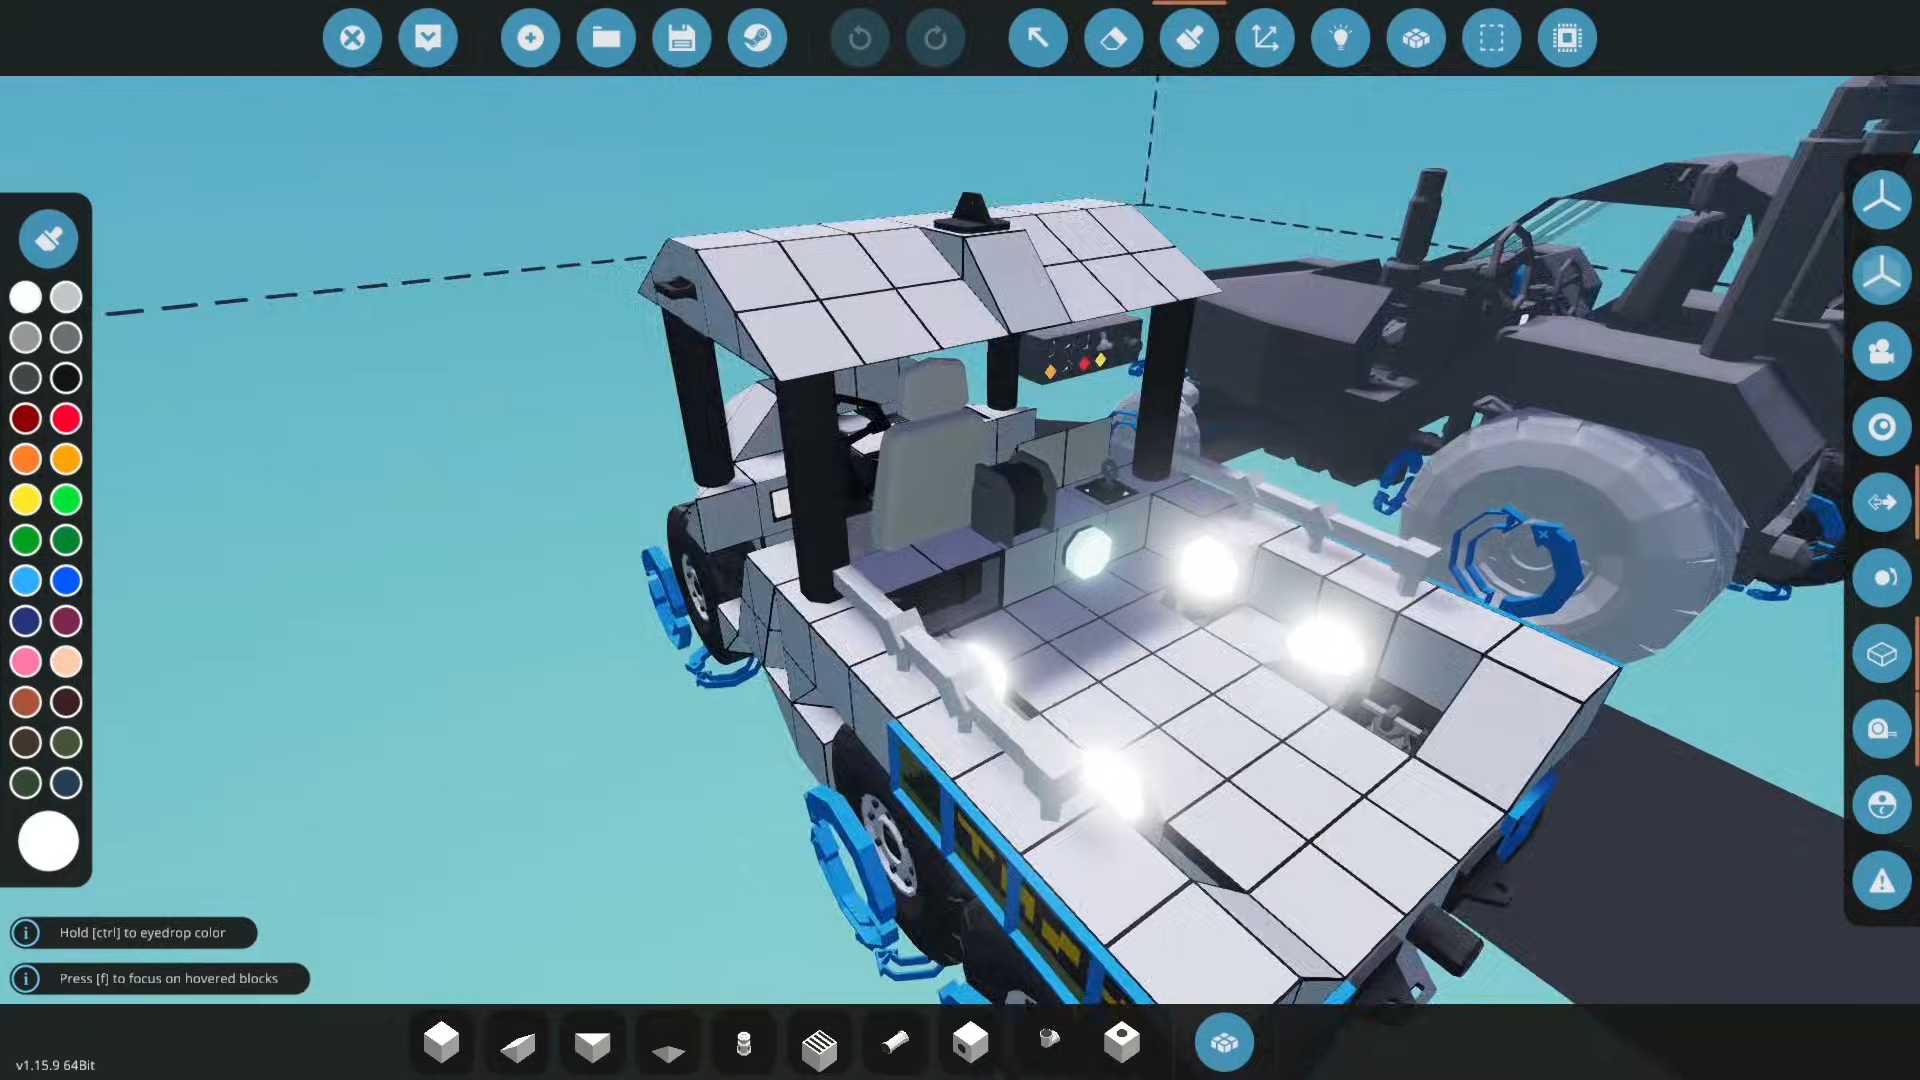 Hold [ctrl] to eyedrop color
Press [f] to focus on hovered blocks
v1.15.9 64Bit